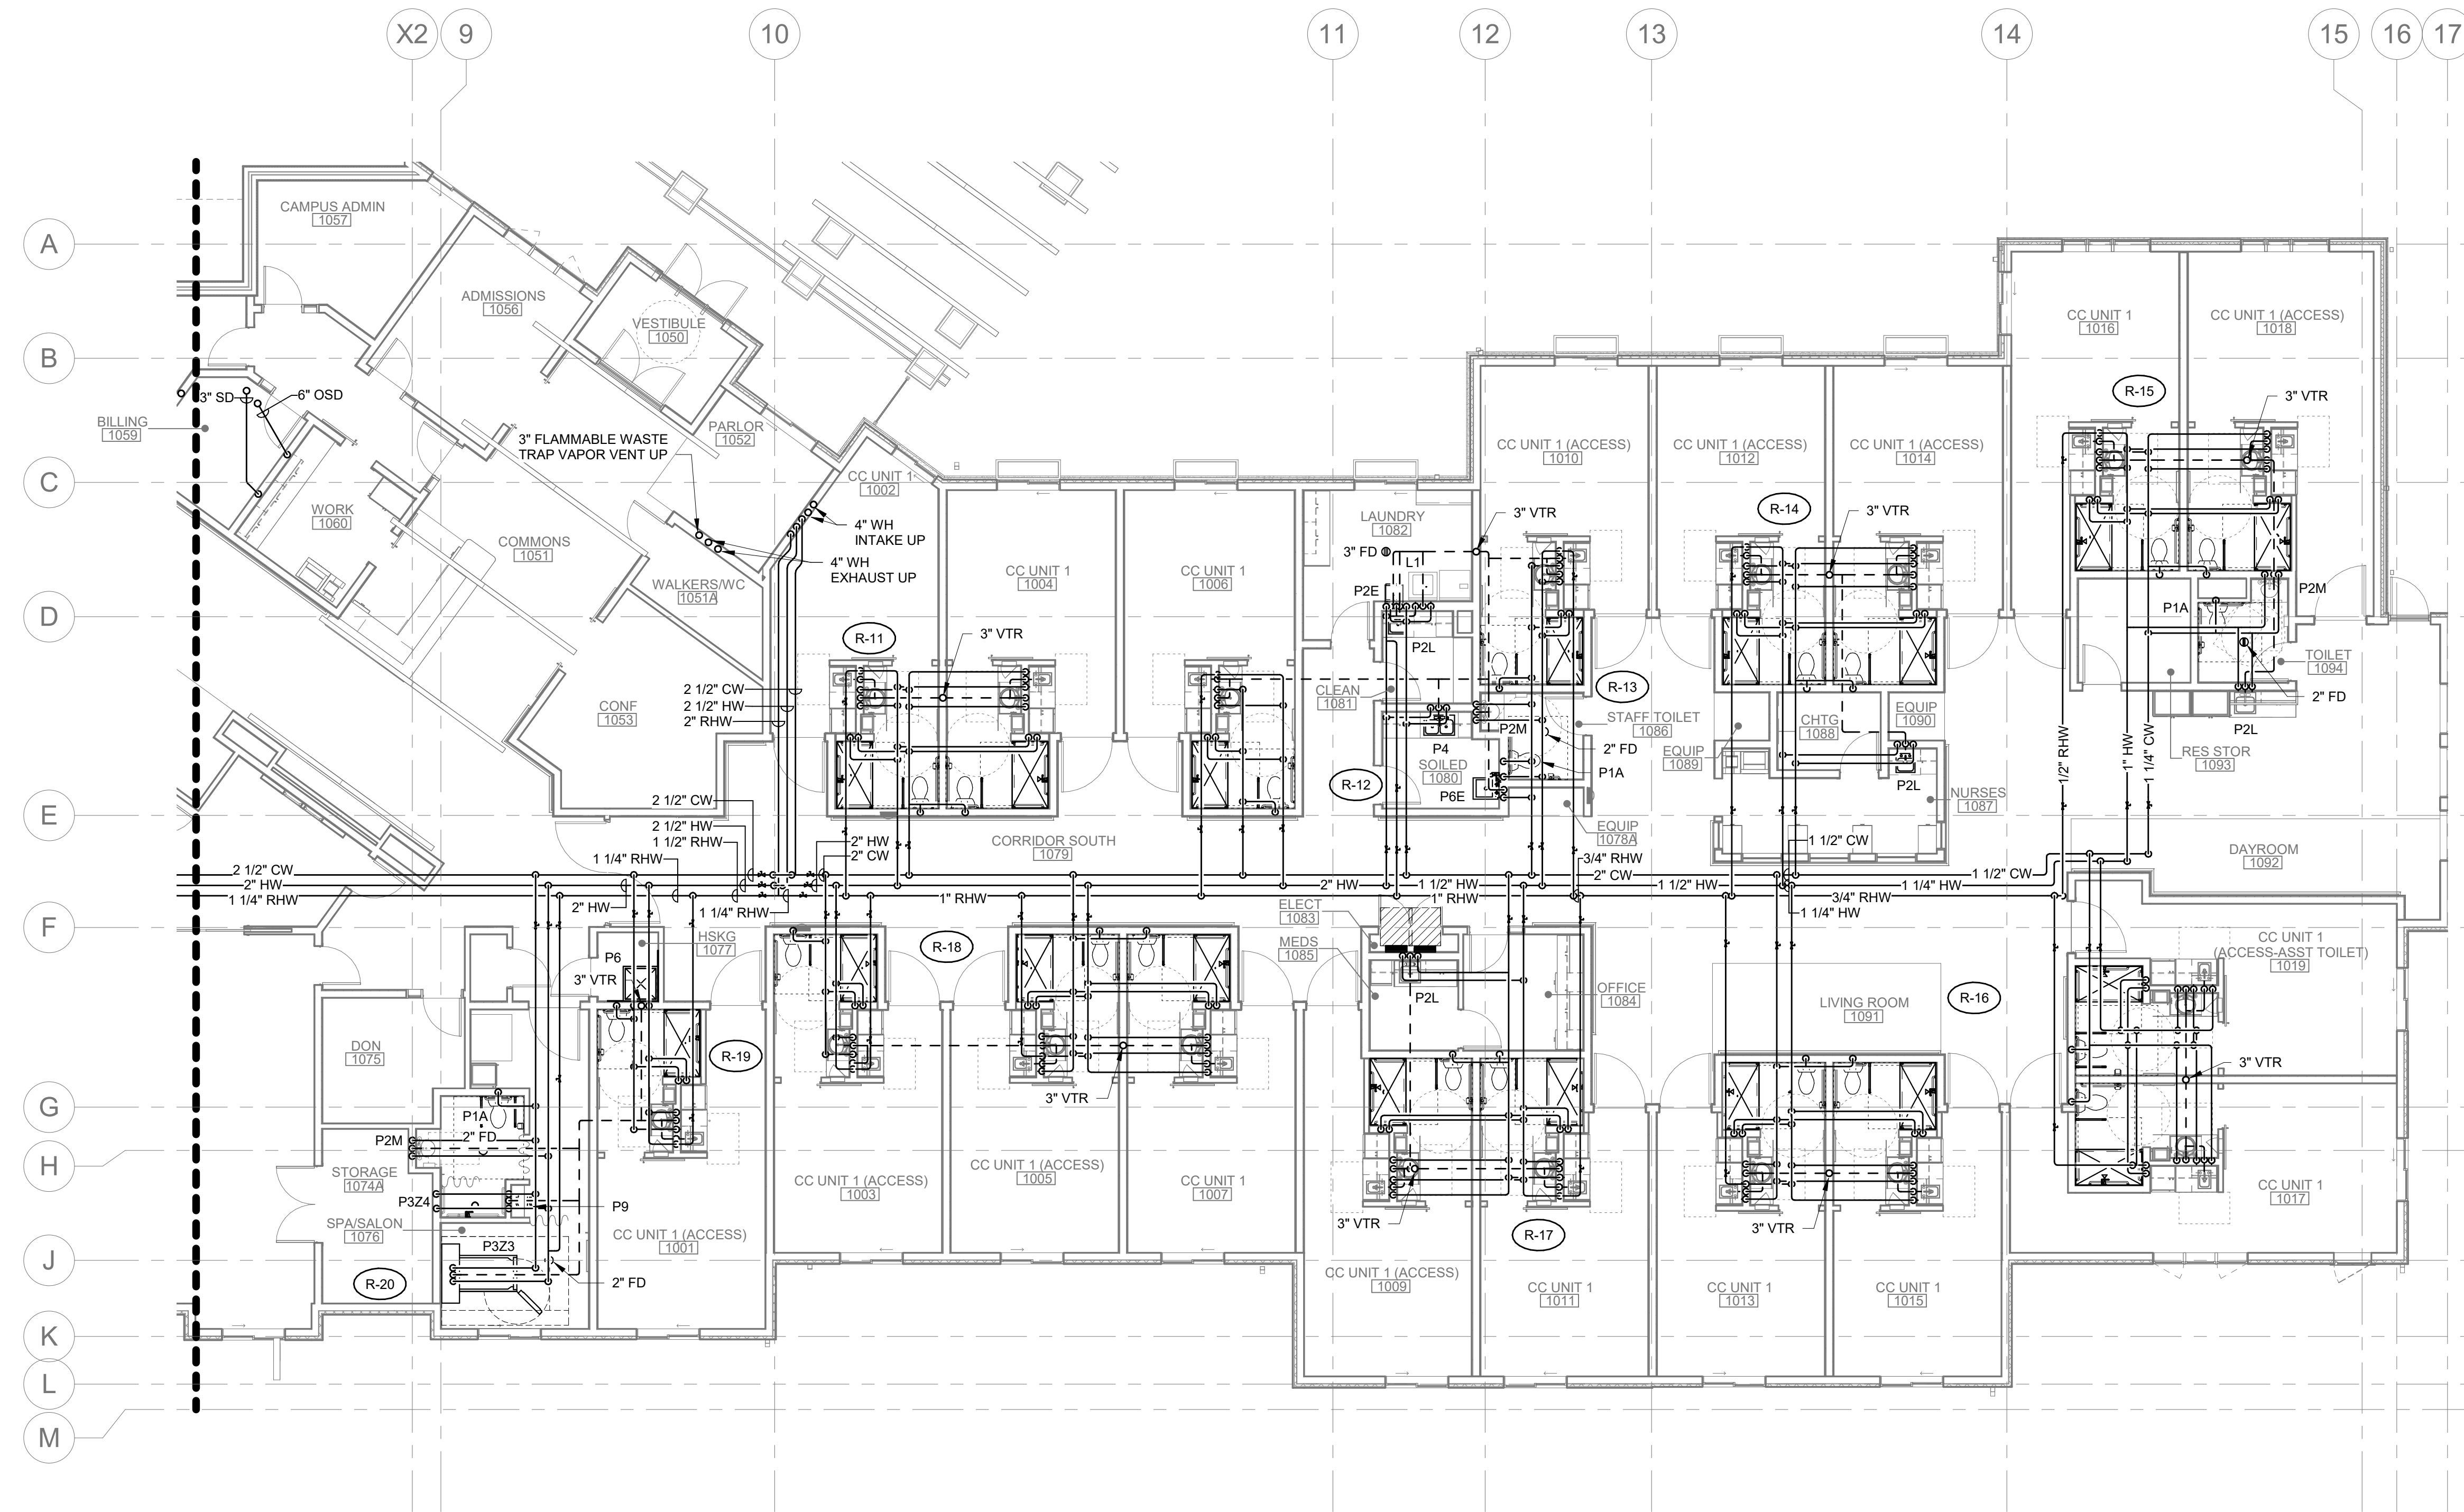 X2
9
10
11
12
13
14
15
16
17
A
B
C
D
E
F
G
H
J
K
L
M
CAMPUS ADMIN
1057
ADMISSIONS
1056
VESTIBULE
1050
PARLOR
1052
3" SD
6" OSD
BILLING
1059
3" FLAMMABLE WASTE
TRAP VAPOR VENT UP
WORK
1060
COMMONS
1051
WALKERS/WC
1051A
CONF
1053
CC UNIT 1
1002
4" WH
INTAKE UP
4" WH
EXHAUST UP
CC UNIT 1
1004
CC UNIT 1
1006
R-11
3" VTR
2 1/2" CW
2 1/2" HW
2" RHW
LAUNDRY
1082
3" FD
L1
P2E
P2L
3" VTR
CLEAN
1081
P4
SOILED
1080
P6E
P2M
R-12
R-13
STAFF TOILET
1086
2" FD
P1A
EQUIP
1078A
CC UNIT 1 (ACCESS)
1010
CC UNIT 1 (ACCESS)
1012
CC UNIT 1 (ACCESS)
1014
R-14
3" VTR
EQUIP
1089
CHTG
1088
EQUIP
1090
P2L
NURSES
1087
CC UNIT 1
1016
CC UNIT 1 (ACCESS)
1018
R-15
3" VTR
P1A
P2M
TOILET
1094
2" FD
P2L
RES STOR
1093
1/2" RHW
1" HW
1 1/4" CW
DAYROOM
1092
CORRIDOR SOUTH
1079
2 1/2" CW
2 1/2" HW
1 1/2" RHW
1 1/4" RHW
2" HW
2" CW
2 1/2" CW
2" HW
1 1/4" RHW
2" HW
1 1/4" RHW
1" RHW
2" HW
1 1/2" HW
1" RHW
3/4" RHW
2" CW
1 1/2" HW
1 1/2" CW
1 1/4" HW
1 1/4" HW
3/4" RHW
1 1/2" CW
HSKG
1077
P6
3" VTR
R-18
R-19
DON
1075
P1A
2" FD
P2M
STORAGE
1074A
P3Z4
P9
SPA/SALON
1076
P3Z3
2" FD
R-20
CC UNIT 1 (ACCESS)
1001
CC UNIT 1 (ACCESS)
1003
CC UNIT 1 (ACCESS)
1005
CC UNIT 1
1007
3" VTR
ELECT
1083
MEDS
1085
P2L
OFFICE
1084
3" VTR
R-17
CC UNIT 1 (ACCESS)
1009
CC UNIT 1
1011
LIVING ROOM
1091
R-16
3" VTR
CC UNIT 1
1013
CC UNIT 1
1015
CC UNIT 1
(ACCESS-ASST TOILET)
1019
3" VTR
CC UNIT 1
1017